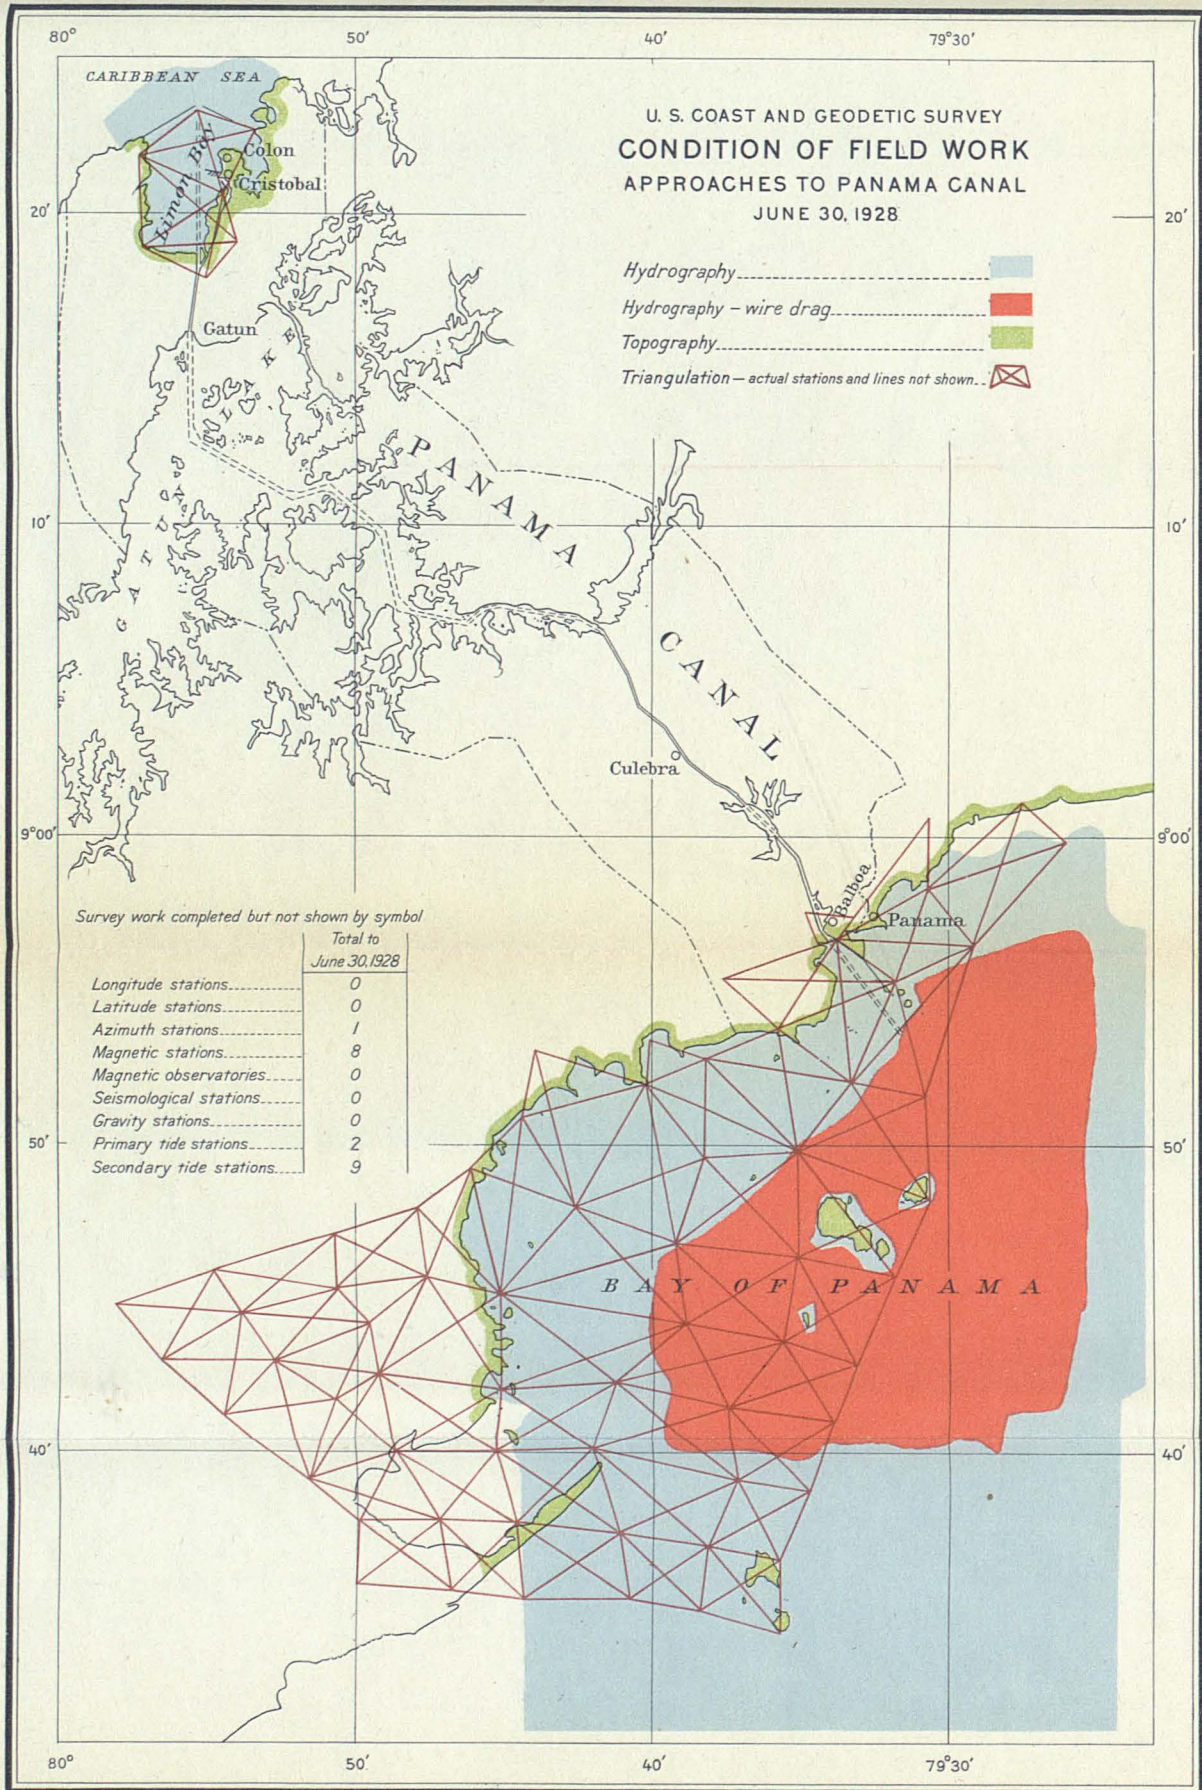 80° 50' 40' 79°30'
CARIBBEAN SEA
U. S. COAST AND GEODETIC SURVEY
CONDITION OF FIELD WORK
APPROACHES TO PANAMA CANAL
JUNE 30, 1928
Limon Bay
Colon
Cristobal
20' 20'
Hydrography
Hydrography – wire drag
Topography
Triangulation — actual stations and lines not shown
Gatun
GATUN LAKE
PANAMA CANAL
10' 10'
Culebra
9°00' 9°00'
Balboa
Panama
Survey work completed but not shown by symbol
Total to
June 30, 1928
Longitude stations 0
Latitude stations 0
Azimuth stations 1
Magnetic stations 8
Magnetic observatories 0
Seismological stations 0
Gravity stations 0
Primary tide stations 2
Secondary tide stations 9
50' 50'
BAY OF PANAMA
40' 40'
80° 50' 40' 79°30'